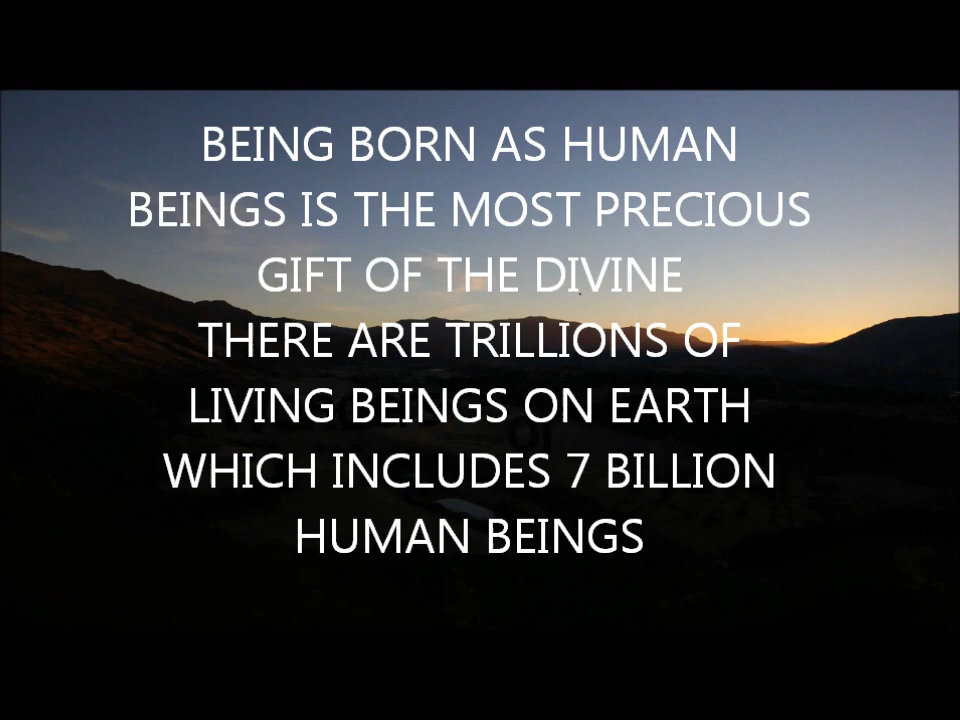 BEING BORN AS HUMAN
BEINGS IS THE MOST PRECIOUS
GIFT OF THE DIVINE
THERE ARE TRILLIONS OF
LIVING BEINGS ON EARTH
WHICH INCLUDES 7 BILLION
HUMAN BEINGS